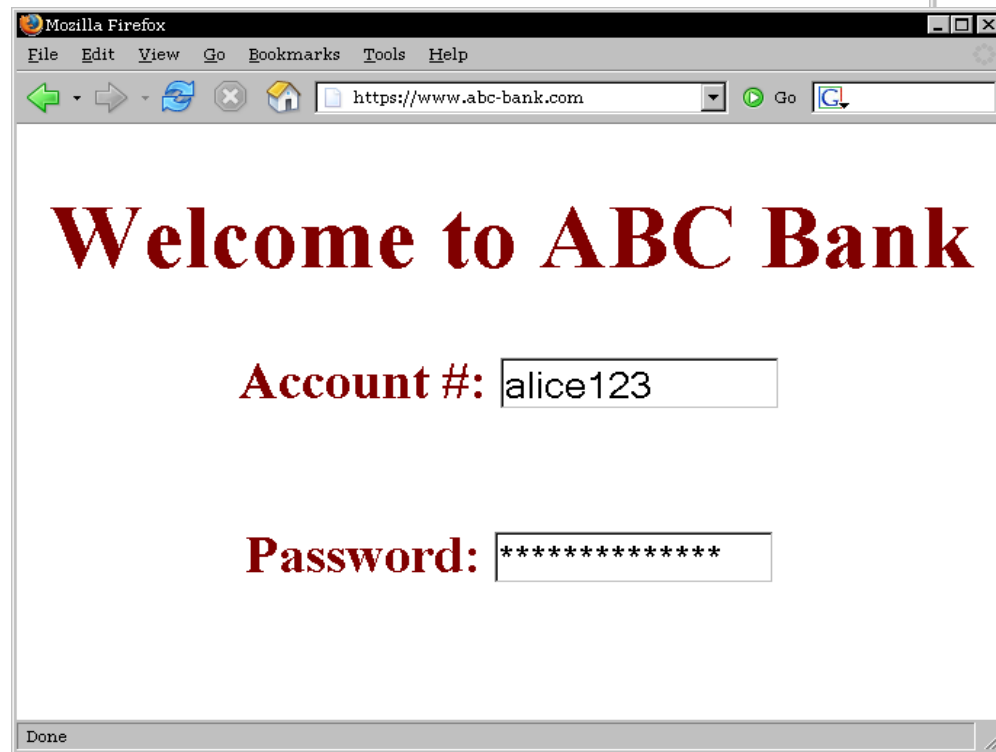 Mozilla Firefox
File Edit View Go Bookmarks Tools Help
https://www.abc-bank.com Go G
Welcome to ABC Bank
Account #: alice123
Password: **************
Done